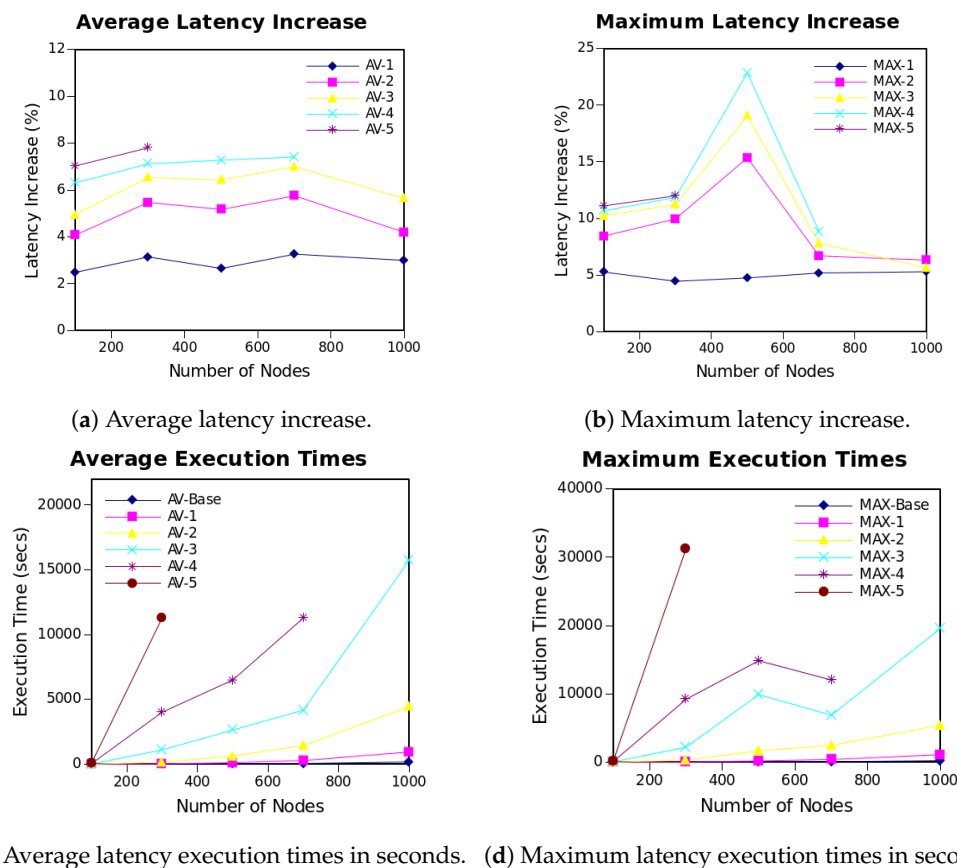 Average Latency Increase
12
10
8
6
4
2
0
Latency Increase (%)
AV-1
AV-2
AV-3
AV-4
AV-5
200 400 600 800 1000
Number of Nodes
(a) Average latency increase.
Maximum Latency Increase
25
20
15
10
5
0
Latency Increase (%)
MAX-1
MAX-2
MAX-3
MAX-4
MAX-5
200 400 600 800 1000
Number of Nodes
(b) Maximum latency increase.
Average Execution Times
20000
15000
10000
5000
0
Execution Time (secs)
AV-Base
AV-1
AV-2
AV-3
AV-4
AV-5
200 400 600 800 1000
Number of Nodes
Average latency execution times in seconds.
Maximum Execution Times
40000
30000
20000
10000
0
Execution Time (secs)
MAX-Base
MAX-1
MAX-2
MAX-3
MAX-4
MAX-5
200 400 600 800 1000
Number of Nodes
(d) Maximum latency execution times in seco